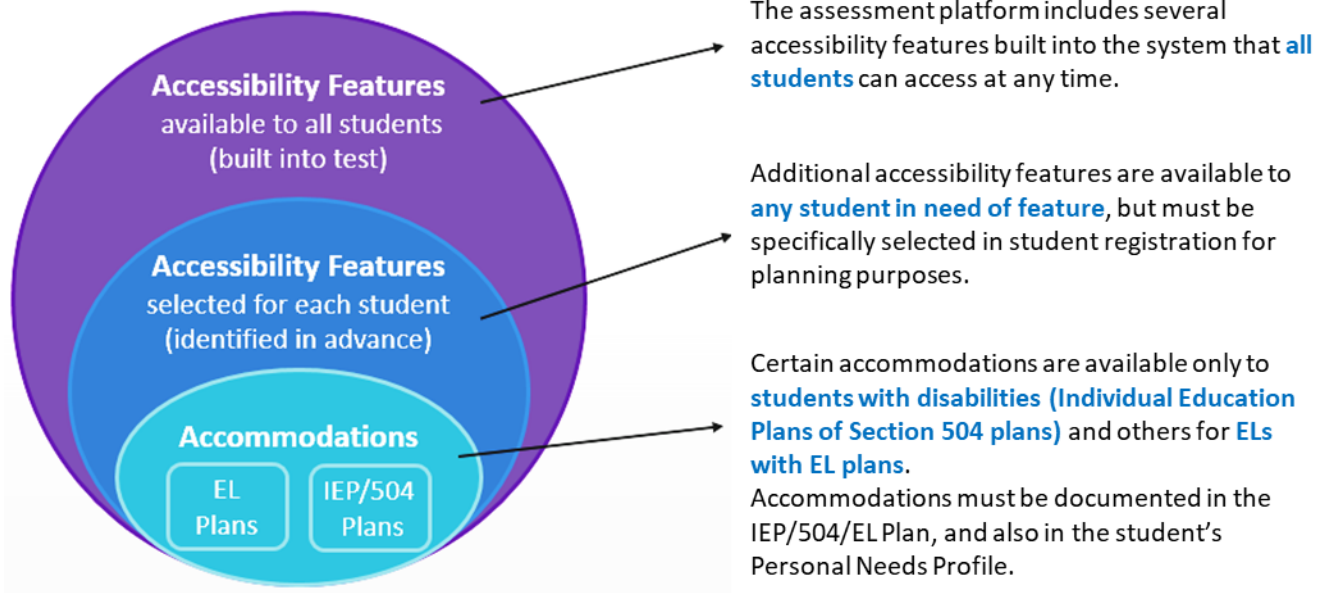 Accessibility Features
available to all students
(built into test)
Accessibility Features
selected for each student
(identified in advance)
Accommodations
EL
Plans
IEP/504
Plans
The assessment platform includes several
accessibility features built into the system that all
students can access at any time.
Additional accessibility features are available to
any student in need of feature, but must be
specifically selected in student registration for
planning purposes.
Certain accommodations are available only to
students with disabilities (Individual Education
Plans of Section 504 plans) and others for ELs
with EL plans.
Accommodations must be documented in the
IEP/504/EL Plan, and also in the student's
Personal Needs Profile.